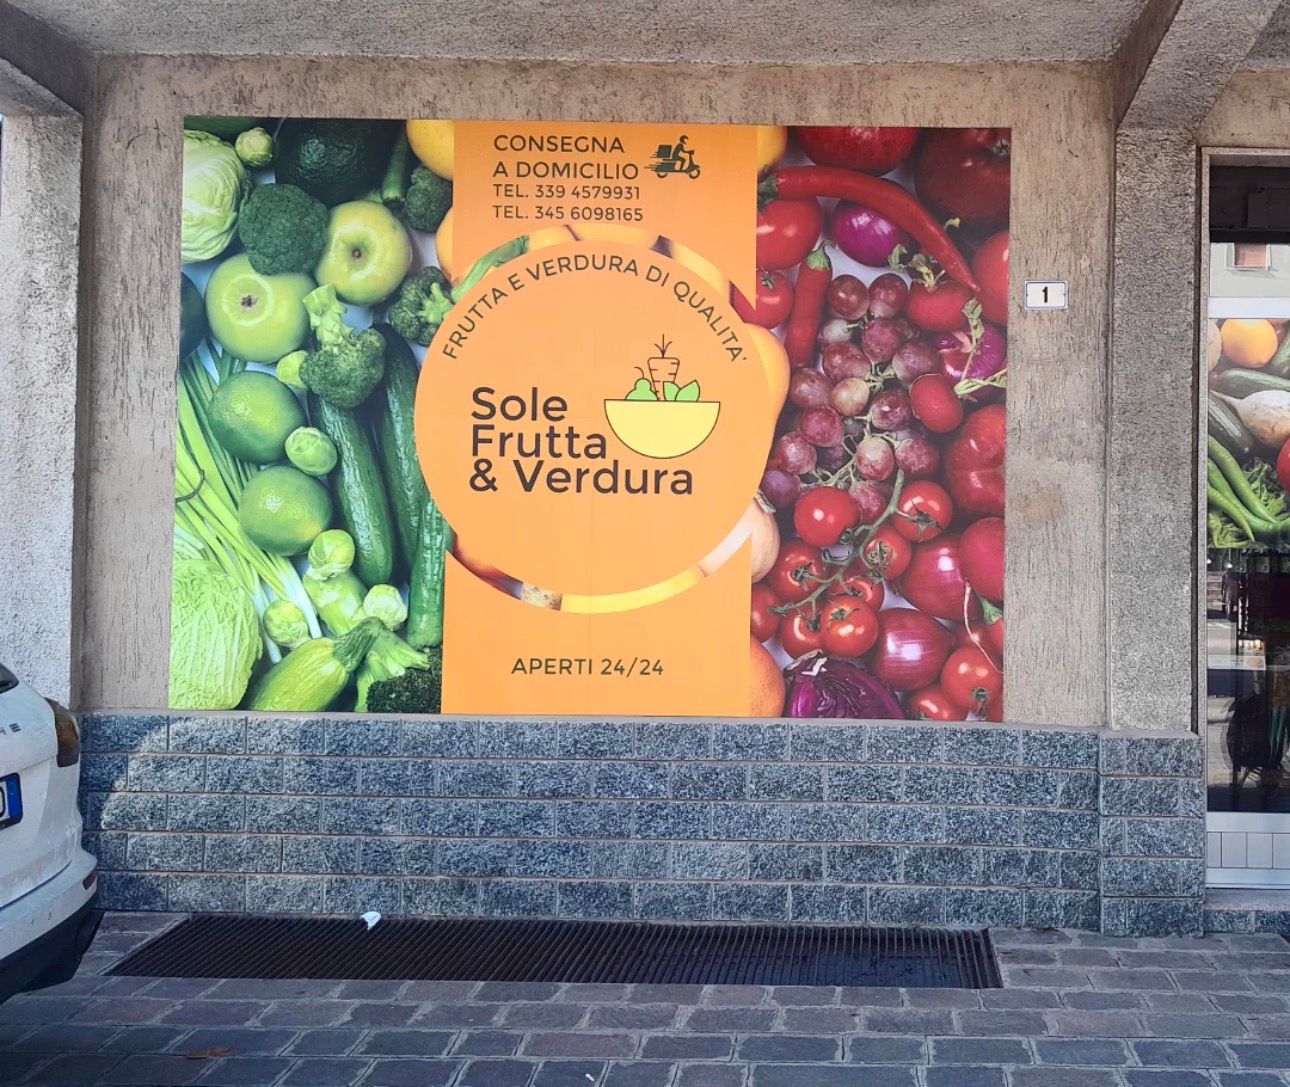 CONSEGNA
A DOMICILIO
TEL. 339 4579931
TEL. 345 6098165
FRUTTA E VERDURA DI QUALITA'
Sole
Frutta
& Verdura
APERTI 24/24
1